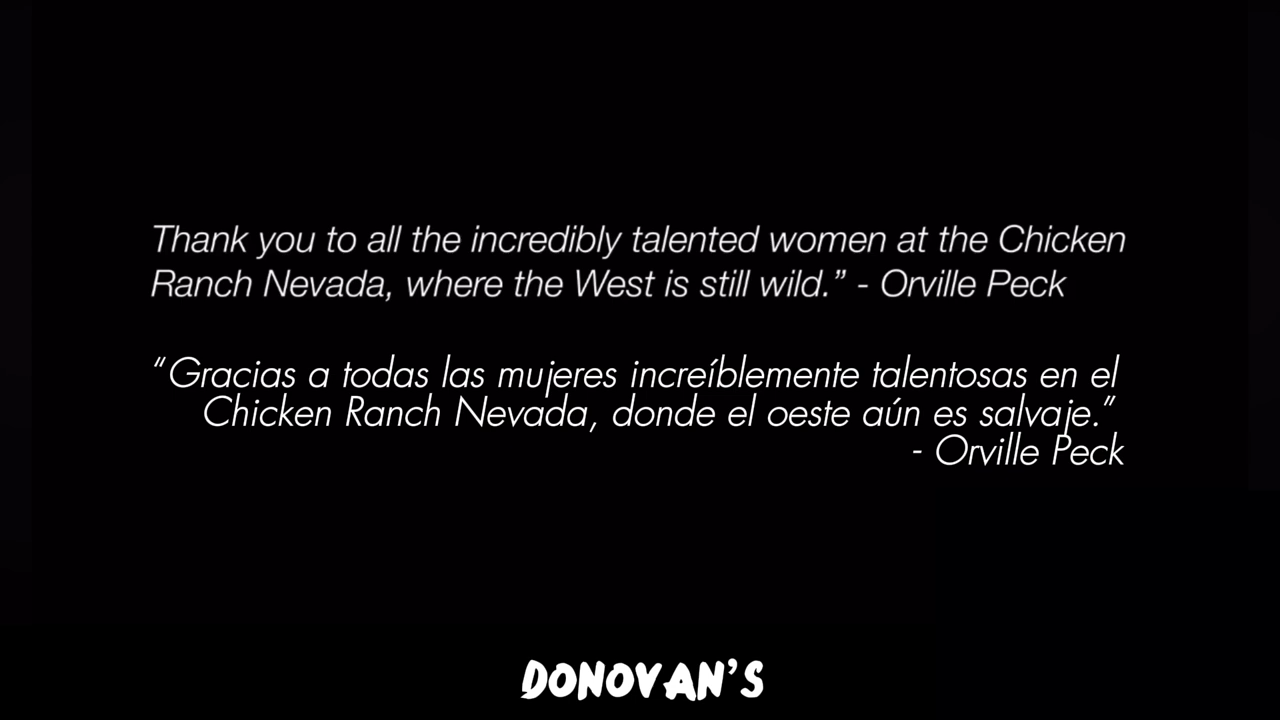 Thank you to all the incredibly talented women at the Chicken
Ranch Nevada, where the West is still wild.” - Orville Peck
“Gracias a todas las mujeres increíblemente talentosas en el
Chicken Ranch Nevada, donde el oeste aún es salvaje.”
- Orville Peck
DONOVAN’S